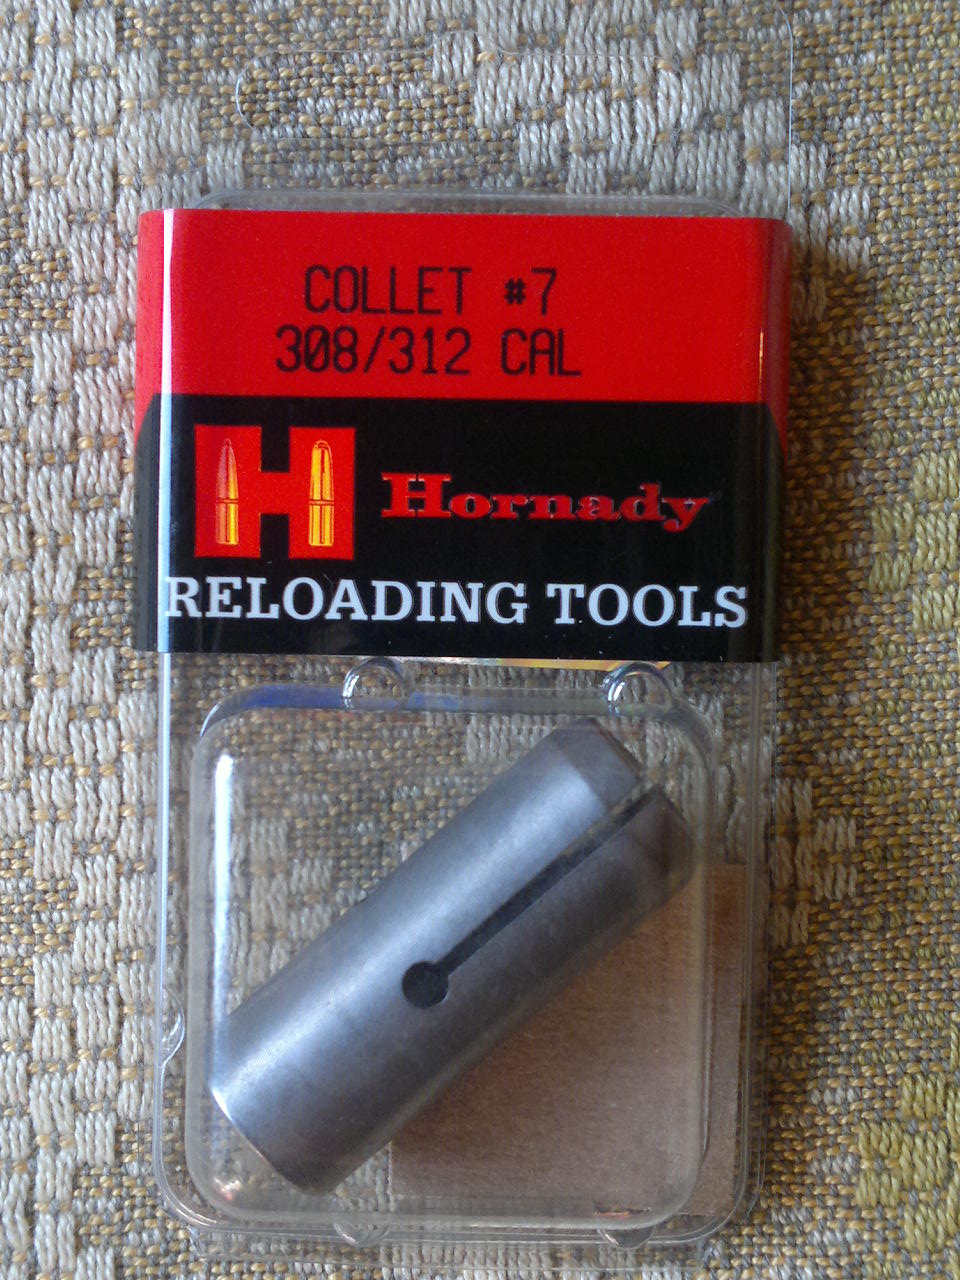 COLLET #7
308/312 CAL
H Hornady
RELOADING TOOLS